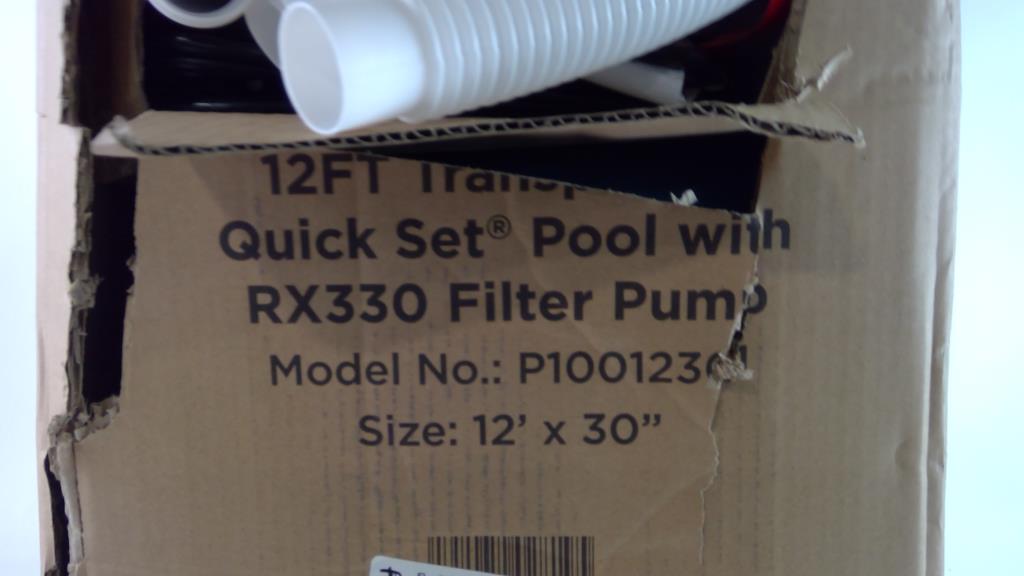 12FT
Quick Set® Pool with
RX330 Filter Pump
Model No.:
Size: 12’ x 30”